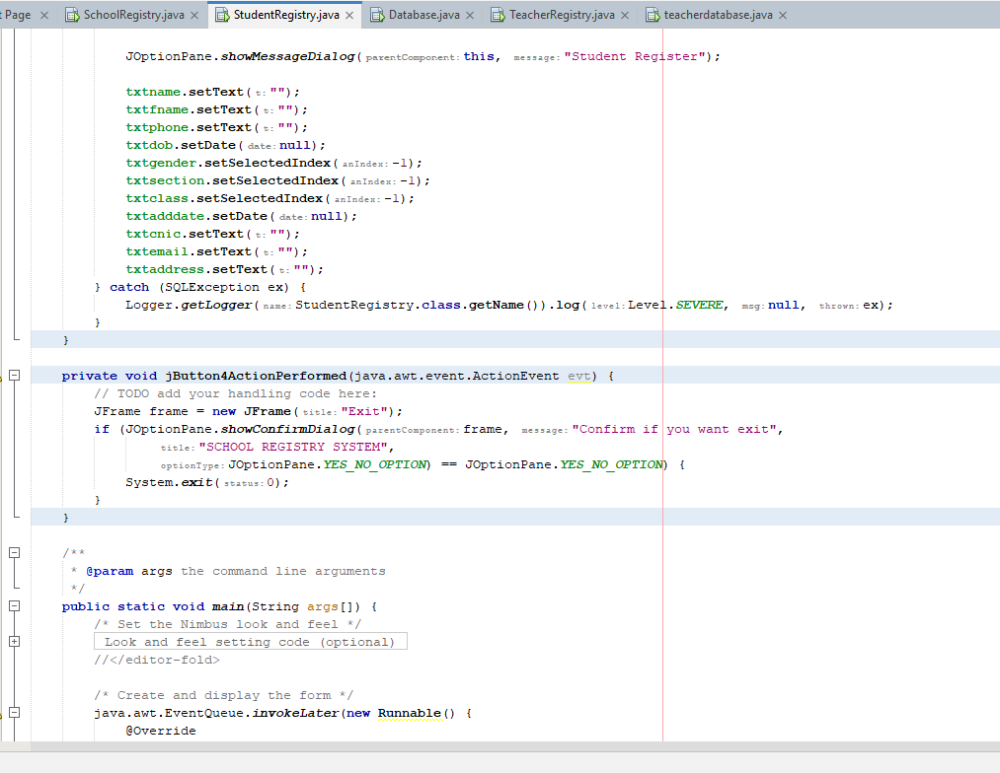 t Page SchoolRegistry.java StudentRegistry.java Database.java TeacherRegistry.java teacherdatabase.java
JOptionPane.showMessageDialog(parentComponent: this, message: "Student Register");
txtname.setText(t: "");
txtfname.setText(t: "");
txtphone.setText(t: "");
txtdob.setDate(date: null);
txtgender.setSelectedIndex(anIndex: -1);
txtsection.setSelectedIndex(anIndex: -1);
txtclass.setSelectedIndex(anIndex: -1);
txtadddate.setDate(date: null);
txtcnic.setText(t: "");
txtemail.setText(t: "");
txtaddress.setText(t: "");
} catch (SQLException ex) {
Logger.getLogger(name: StudentRegistry.class.getName()).log(level: Level.SEVERE, msg: null, thrown: ex);
}
}
private void jButton4ActionPerformed(java.awt.event.ActionEvent evt) {
// TODO add your handling code here:
JFrame frame = new JFrame(title: "Exit");
if (JOptionPane.showConfirmDialog(parentComponent: frame, message: "Confirm if you want exit",
title: "SCHOOL REGISTRY SYSTEM",
optionType: JOptionPane.YES_NO_OPTION) == JOptionPane.YES_NO_OPTION) {
System.exit(status: 0);
}
}
/**
* @param args the command line arguments
*/
public static void main(String args[]) {
/* Set the Nimbus look and feel */
Look and feel setting code (optional)
//</editor-fold>
/* Create and display the form */
java.awt.EventQueue.invokeLater(new Runnable() {
@Override